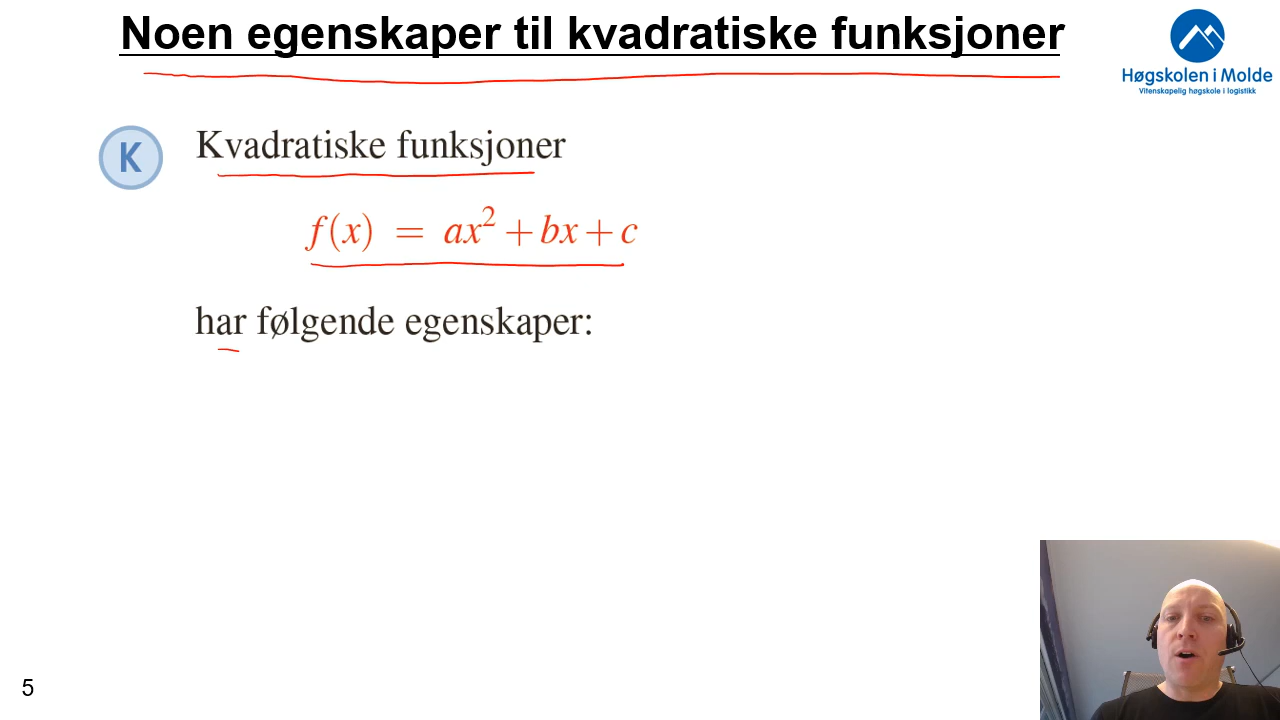 Noen egenskaper til kvadratiske funksjoner
Høgskolen i Molde
Vitenskapelig høgskole i logistikk
K
Kvadratiske funksjoner
f(x) = ax² + bx + c
har følgende egenskaper:
5